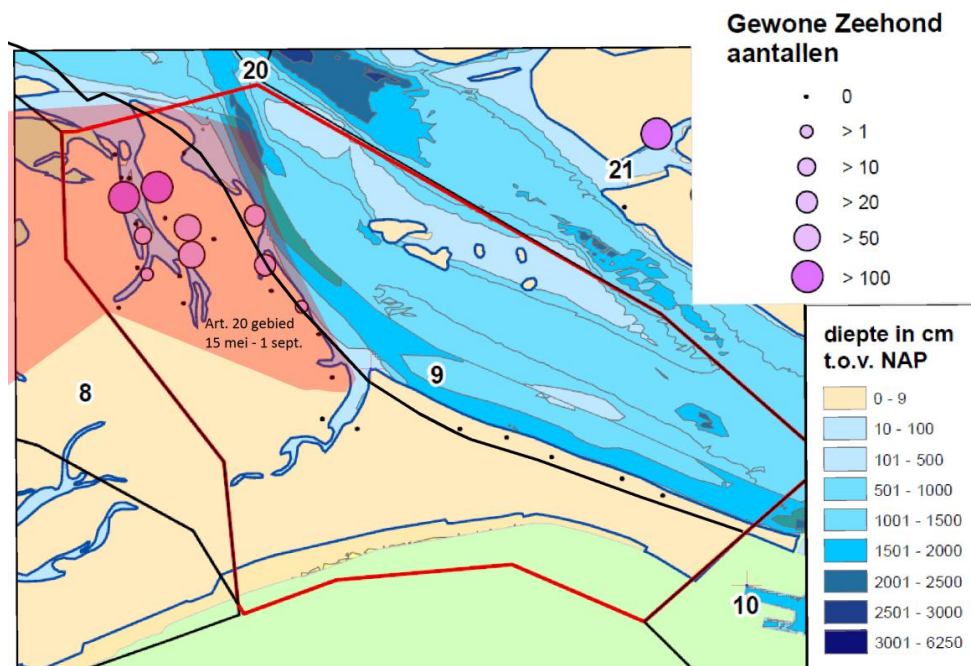 Gewone Zeehond
aantallen
0
> 1
> 10
> 20
> 50
> 100
20
21
Art. 20 gebied
15 mei - 1 sept.
8
9
10
diepte in cm
t.o.v. NAP
0 - 9
10 - 100
101 - 500
501 - 1000
1001 - 1500
1501 - 2000
2001 - 2500
2501 - 3000
3001 - 6250